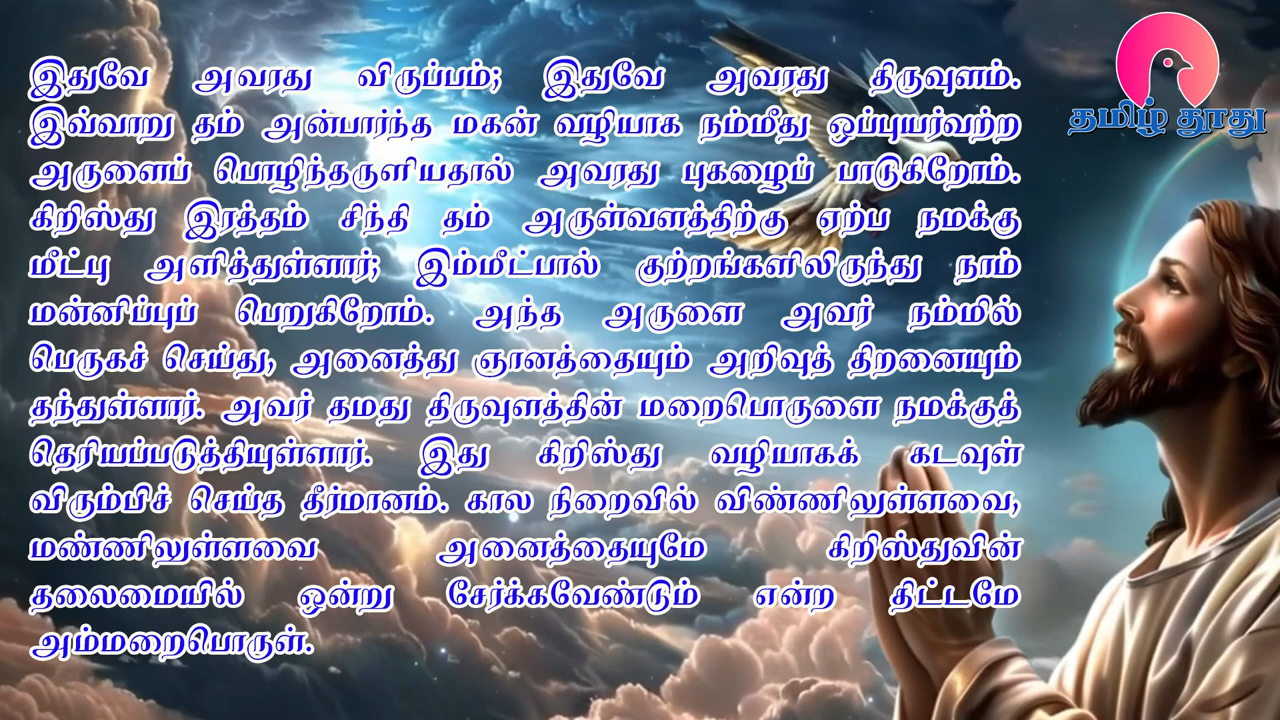 இதுவே அவரது விருப்பம்; இதுவே அவரது திருவுளம்.
இவ்வாறு தம் அன்பார்ந்த மகன் வழியாக நம்மீது ஒப்புயர்வற்ற
அருளைப் பொழிந்தருளியதால் அவரது புகழைப் பாடுகிறோம்.
கிறிஸ்து இரத்தம் சிந்தி தம் அருள்வளத்திற்கு ஏற்ப நமக்கு
மீட்பு அளித்துள்ளார்; இம்மீட்பால் குற்றங்களிலிருந்து நாம்
மன்னிப்புப் பெறுகிறோம். அந்த அருளை அவர் நம்மில்
பெருகச் செய்து, அனைத்து ஞானத்தையும் அறிவுத் திறனையும்
தந்துள்ளார். அவர் தமது திருவுளத்தின் மறைபொருளை நமக்குத்
தெரியப்படுத்தியுள்ளார். இது கிறிஸ்து வழியாகக் கடவுள்
விரும்பிச் செய்த தீர்மானம். கால நிறைவில் விண்ணிலுள்ளவை,
மண்ணிலுள்ளவை அனைத்தையுமே கிறிஸ்துவின்
தலைமையில் ஒன்று சேர்க்கவேண்டும் என்ற திட்டமே
அம்மறைபொருள்.
தமிழ் தூது